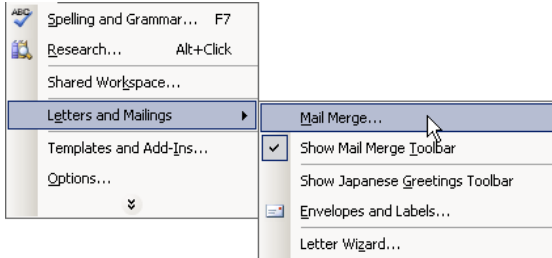 ABC
Spelling and Grammar... F7
Research... Alt+Click
Shared Workspace...
Letters and Mailings
Templates and Add-Ins...
Options...
Mail Merge...
Show Mail Merge Toolbar
Show Japanese Greetings Toolbar
Envelopes and Labels...
Letter Wizard...